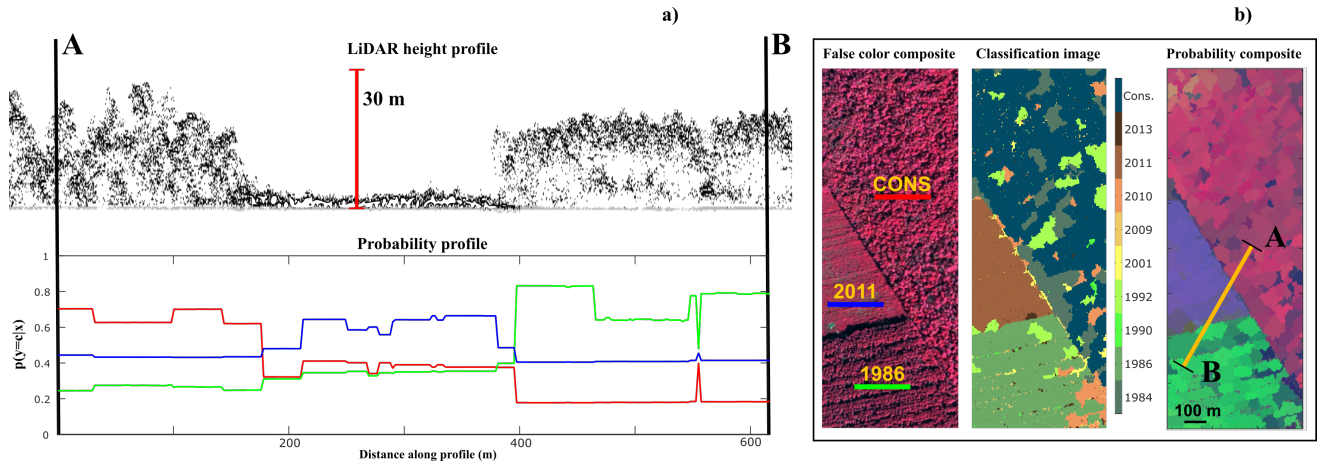 a)
A
B
LiDAR height profile
30 m
Probability profile
p(y=c|x)
1
0.8
0.6
0.4
0.2
0
200
400
600
Distance along profile (m)
b)
False color composite
Classification image
Probability composite
CONS
2011
1986
Cons.
2013
2011
2010
2009
2001
1992
1990
1986
1984
A
B
100 m